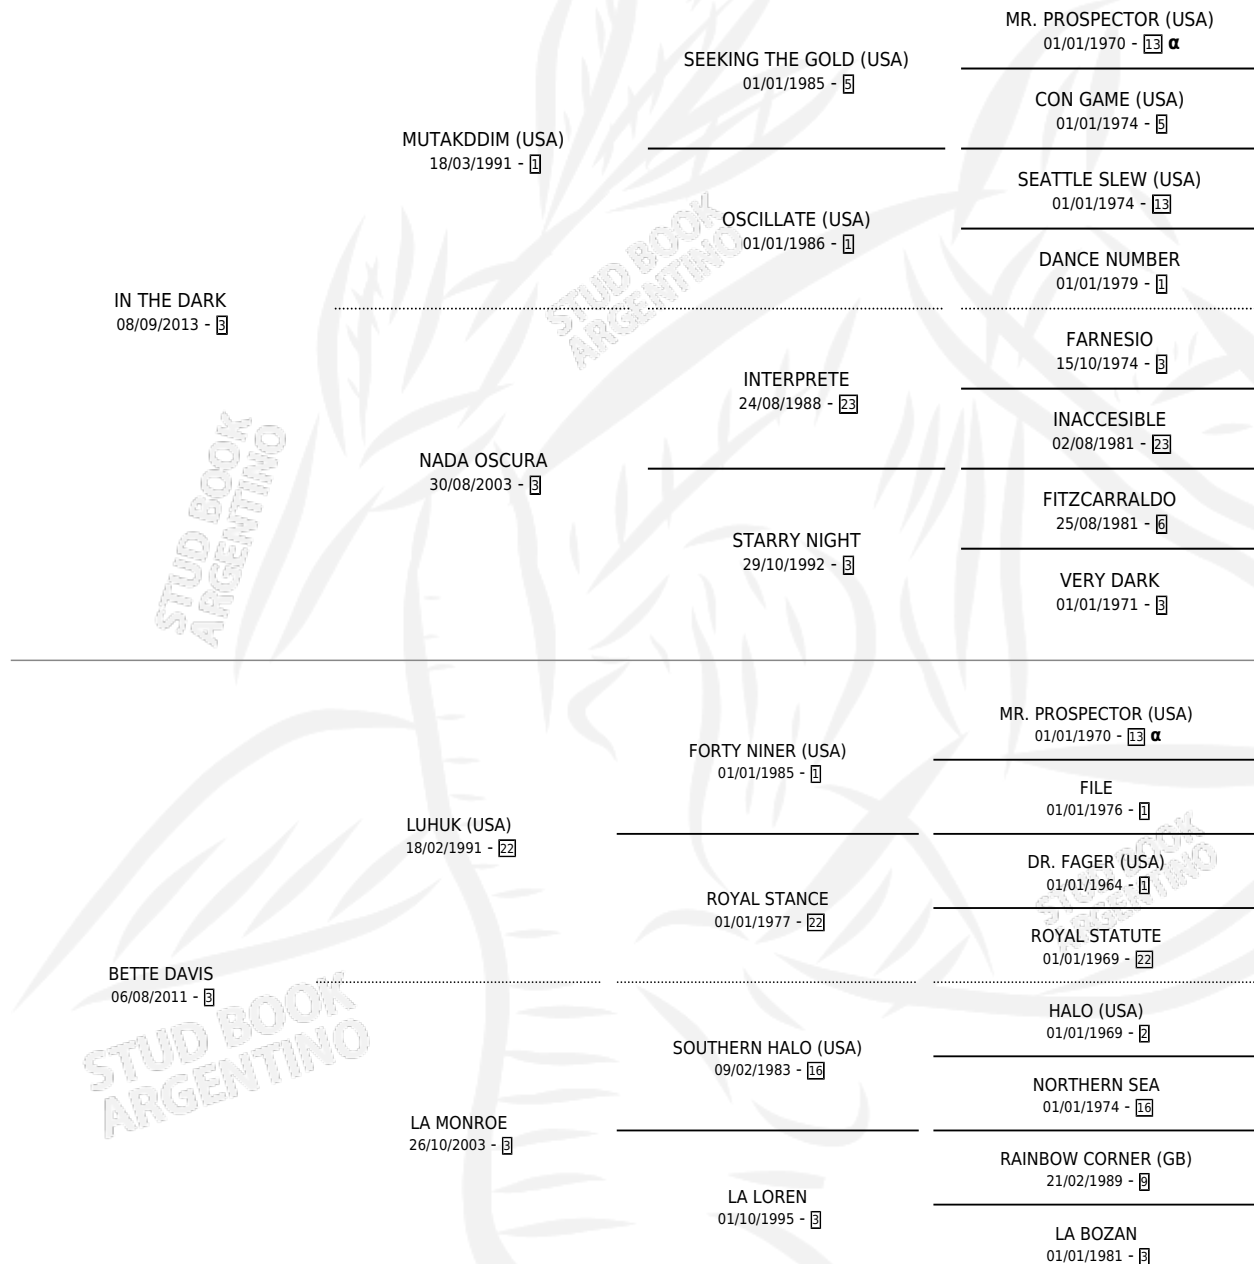 MR. PROSPECTOR (USA)
01/01/1970 - 13 α
SEEKING THE GOLD (USA)
01/01/1985 - 5
CON GAME (USA)
01/01/1974 - 5
MUTAKDDIM (USA)
18/03/1991 - 1
SEATTLE SLEW (USA)
01/01/1974 - 13
OSCILLATE (USA)
01/01/1986 - 1
DANCE NUMBER
01/01/1979 - 1
IN THE DARK
08/09/2013 - 3
FARNESIO
15/10/1974 - 3
INTERPRETE
24/08/1988 - 23
INACCESIBLE
02/08/1981 - 23
NADA OSCURA
30/08/2003 - 3
FITZCARRALDO
25/08/1981 - 6
STARRY NIGHT
29/10/1992 - 3
VERY DARK
01/01/1971 - 3
MR. PROSPECTOR (USA)
01/01/1970 - 13 α
FORTY NINER (USA)
01/01/1985 - 1
FILE
01/01/1976 - 1
LUHUK (USA)
18/02/1991 - 22
DR. FAGER (USA)
01/01/1964 - 1
ROYAL STANCE
01/01/1977 - 22
ROYAL STATUTE
01/01/1969 - 22
BETTE DAVIS
06/08/2011 - 3
HALO (USA)
01/01/1969 - 2
SOUTHERN HALO (USA)
09/02/1983 - 16
NORTHERN SEA
01/01/1974 - 16
LA MONROE
26/10/2003 - 3
RAINBOW CORNER (GB)
21/02/1989 - 9
LA LOREN
01/10/1995 - 3
LA BOZAN
01/01/1981 - 3
STUD BOOK
ARGENTINO
STUD BOOK
ARGENTINO
STUD BOOK
ARGENTINO
STUD BOOK
ARGENTINO